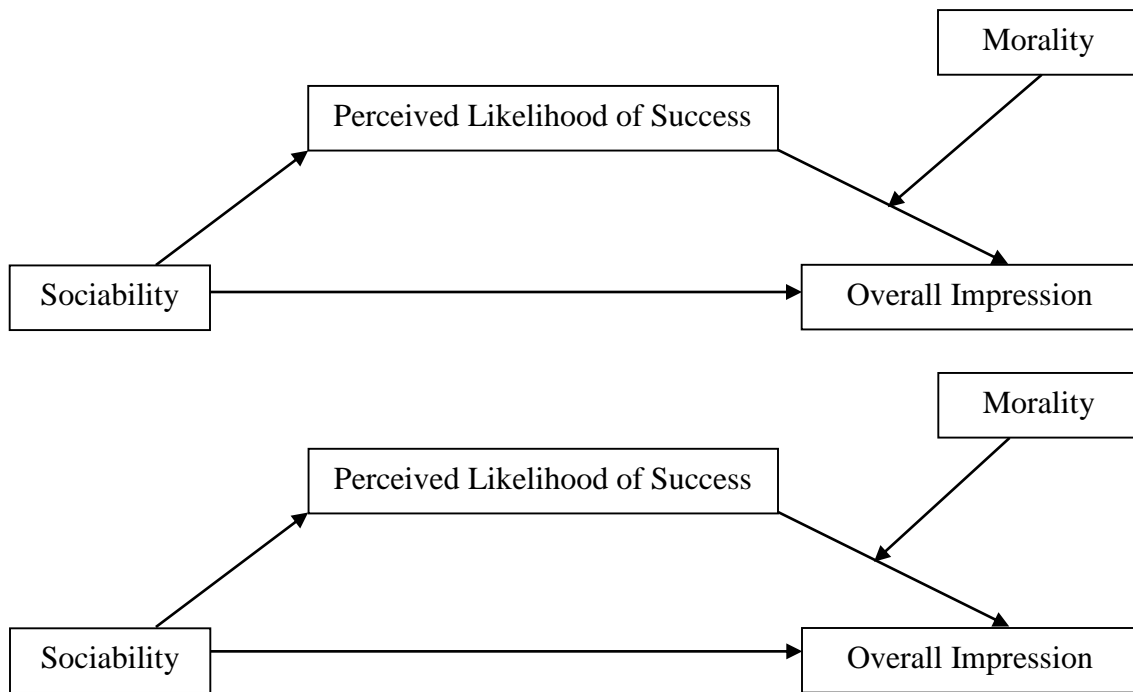 Morality
Perceived Likelihood of Success
Sociability
Overall Impression
Morality
Perceived Likelihood of Success
Sociability
Overall Impression